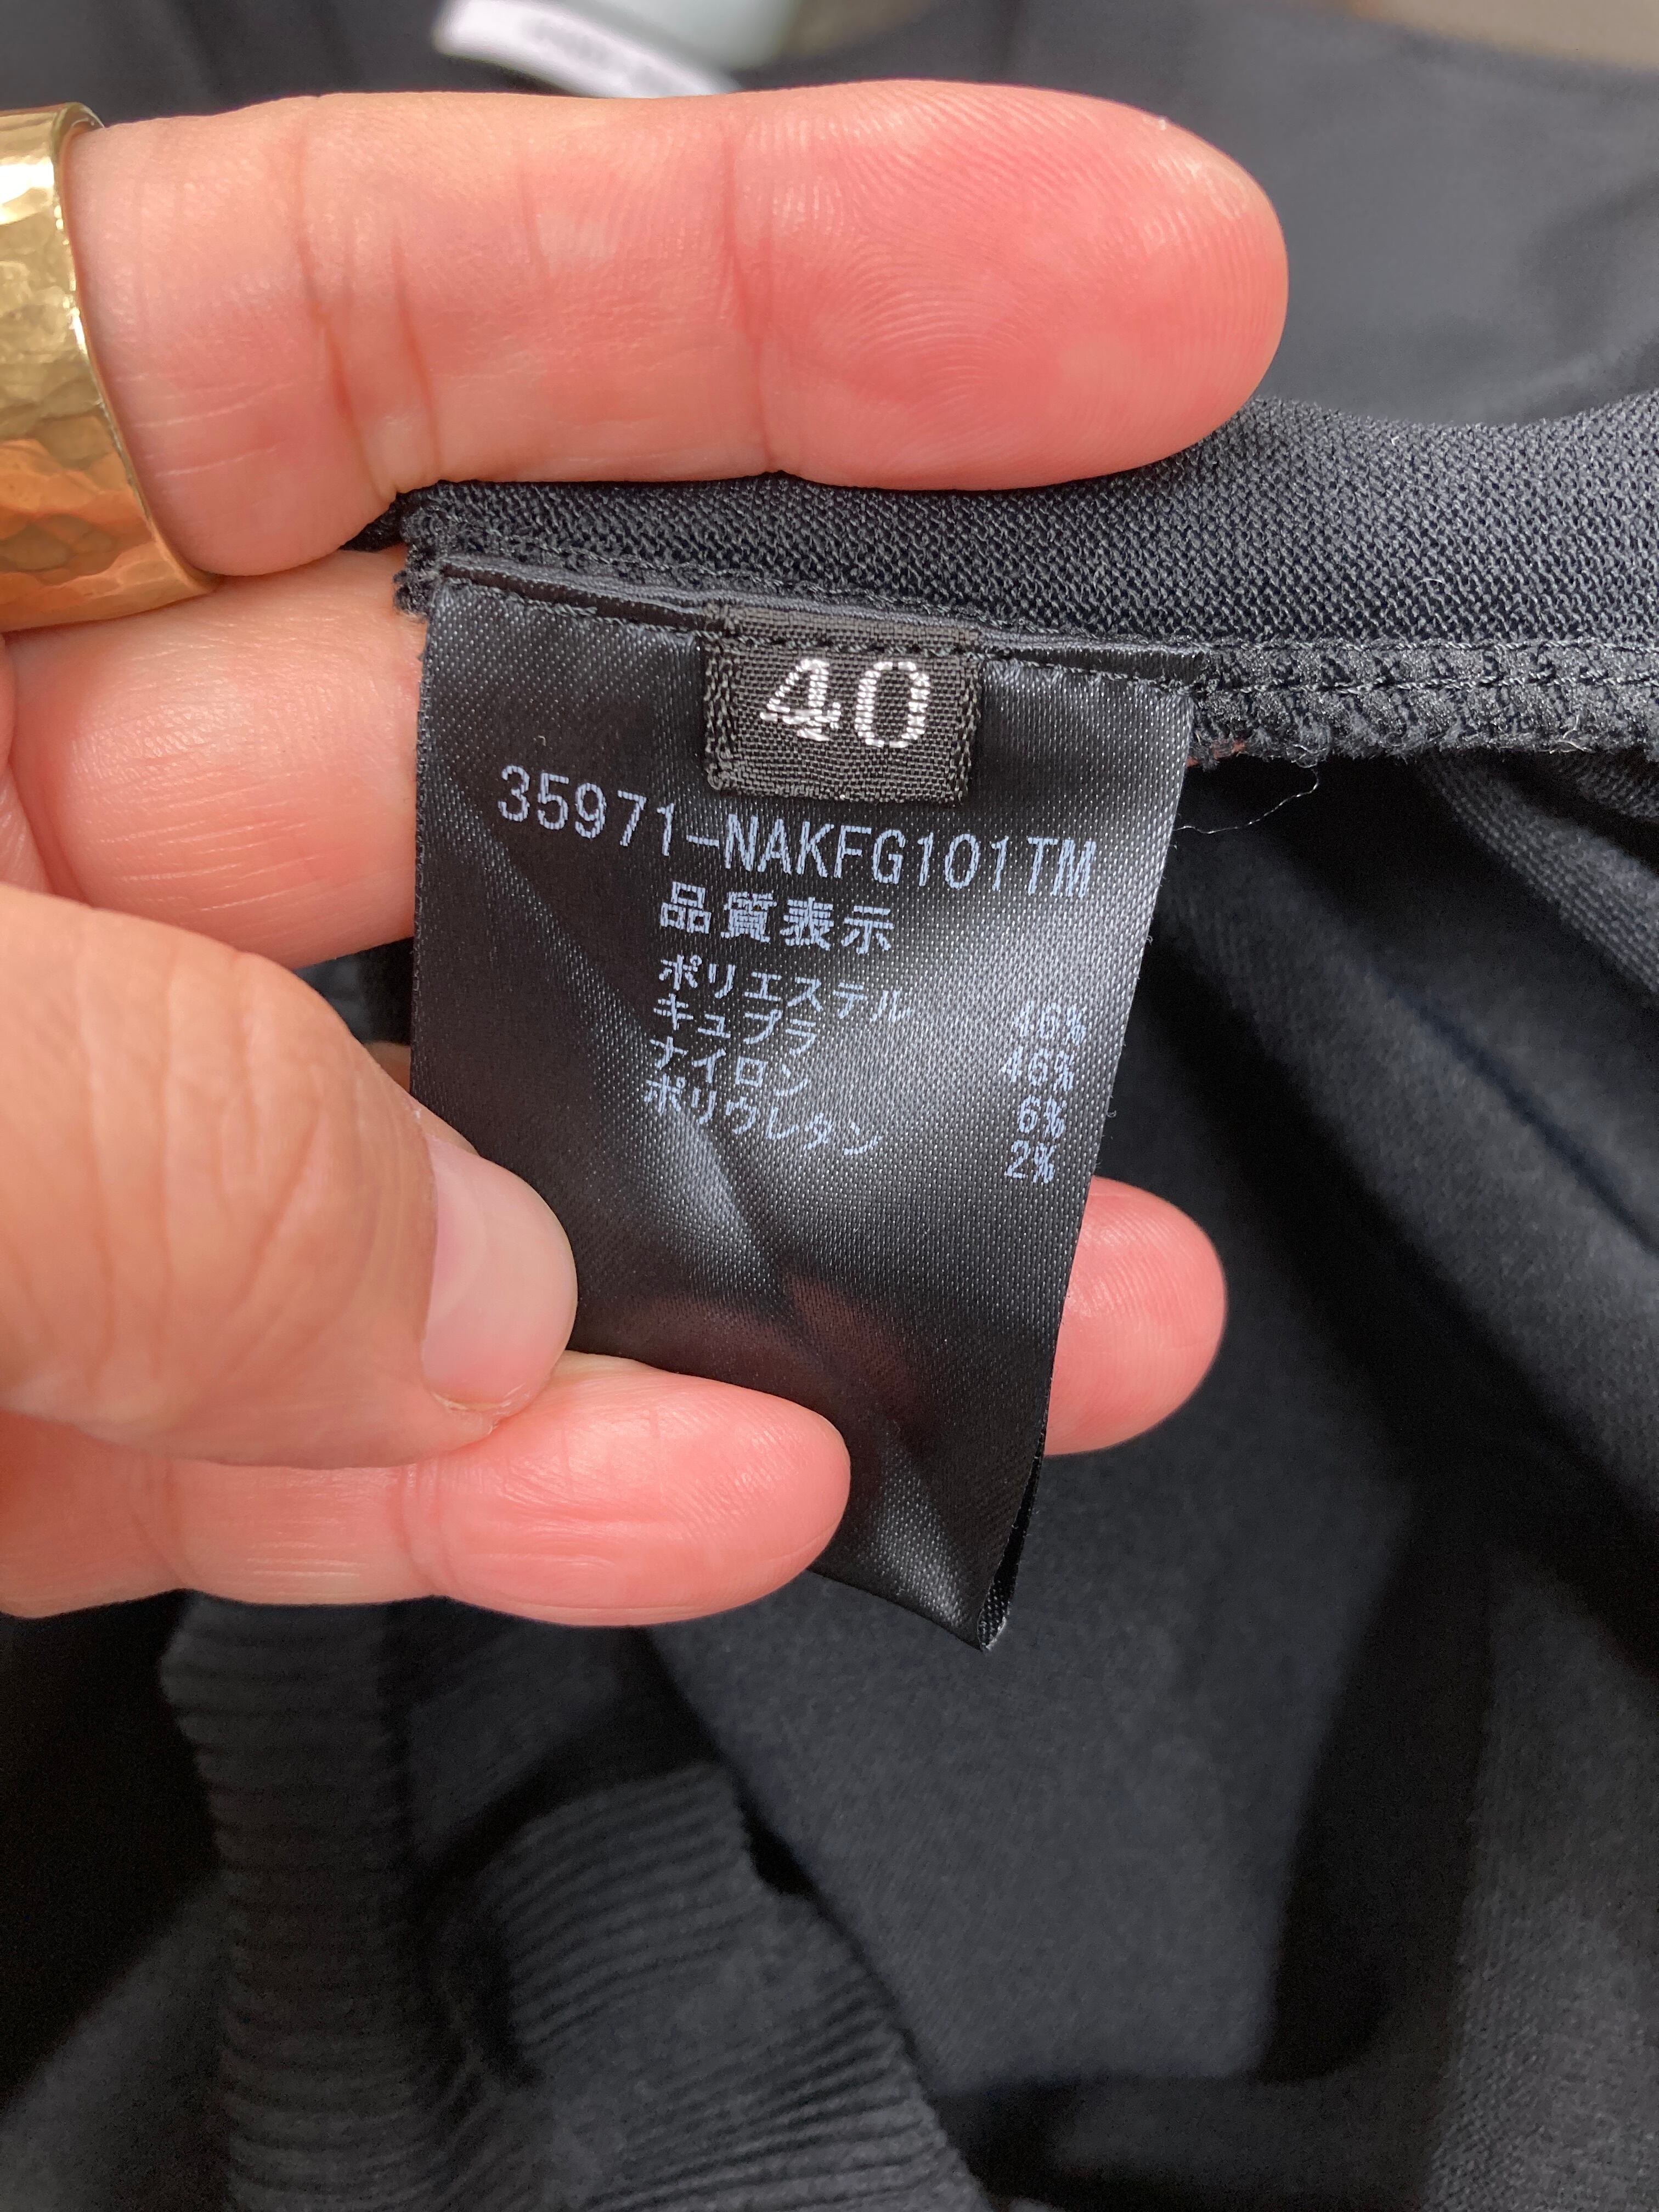 40
35971-NAKFG101TM
品質表示
ポリエステル 46%
キュプラ 46%
ナイロン 6%
ポリウレタン 2%